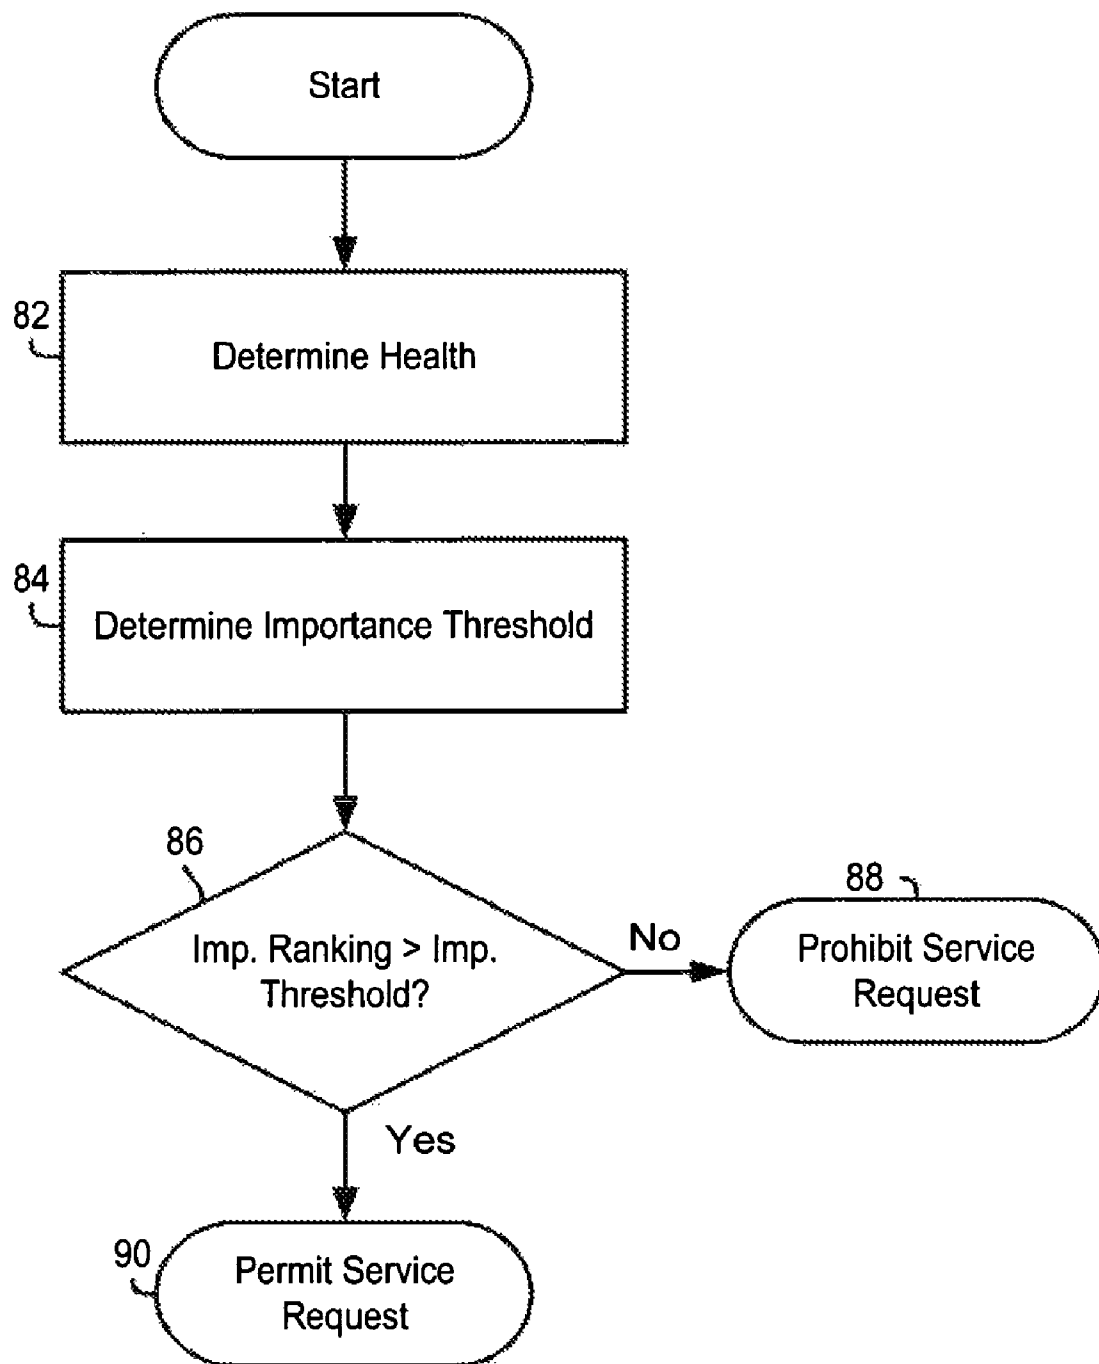 Start
82
Determine Health
84
Determine Importance Threshold
86
Imp. Ranking > Imp.
Threshold?
No
88
Prohibit Service
Request
Yes
90
Permit Service
Request